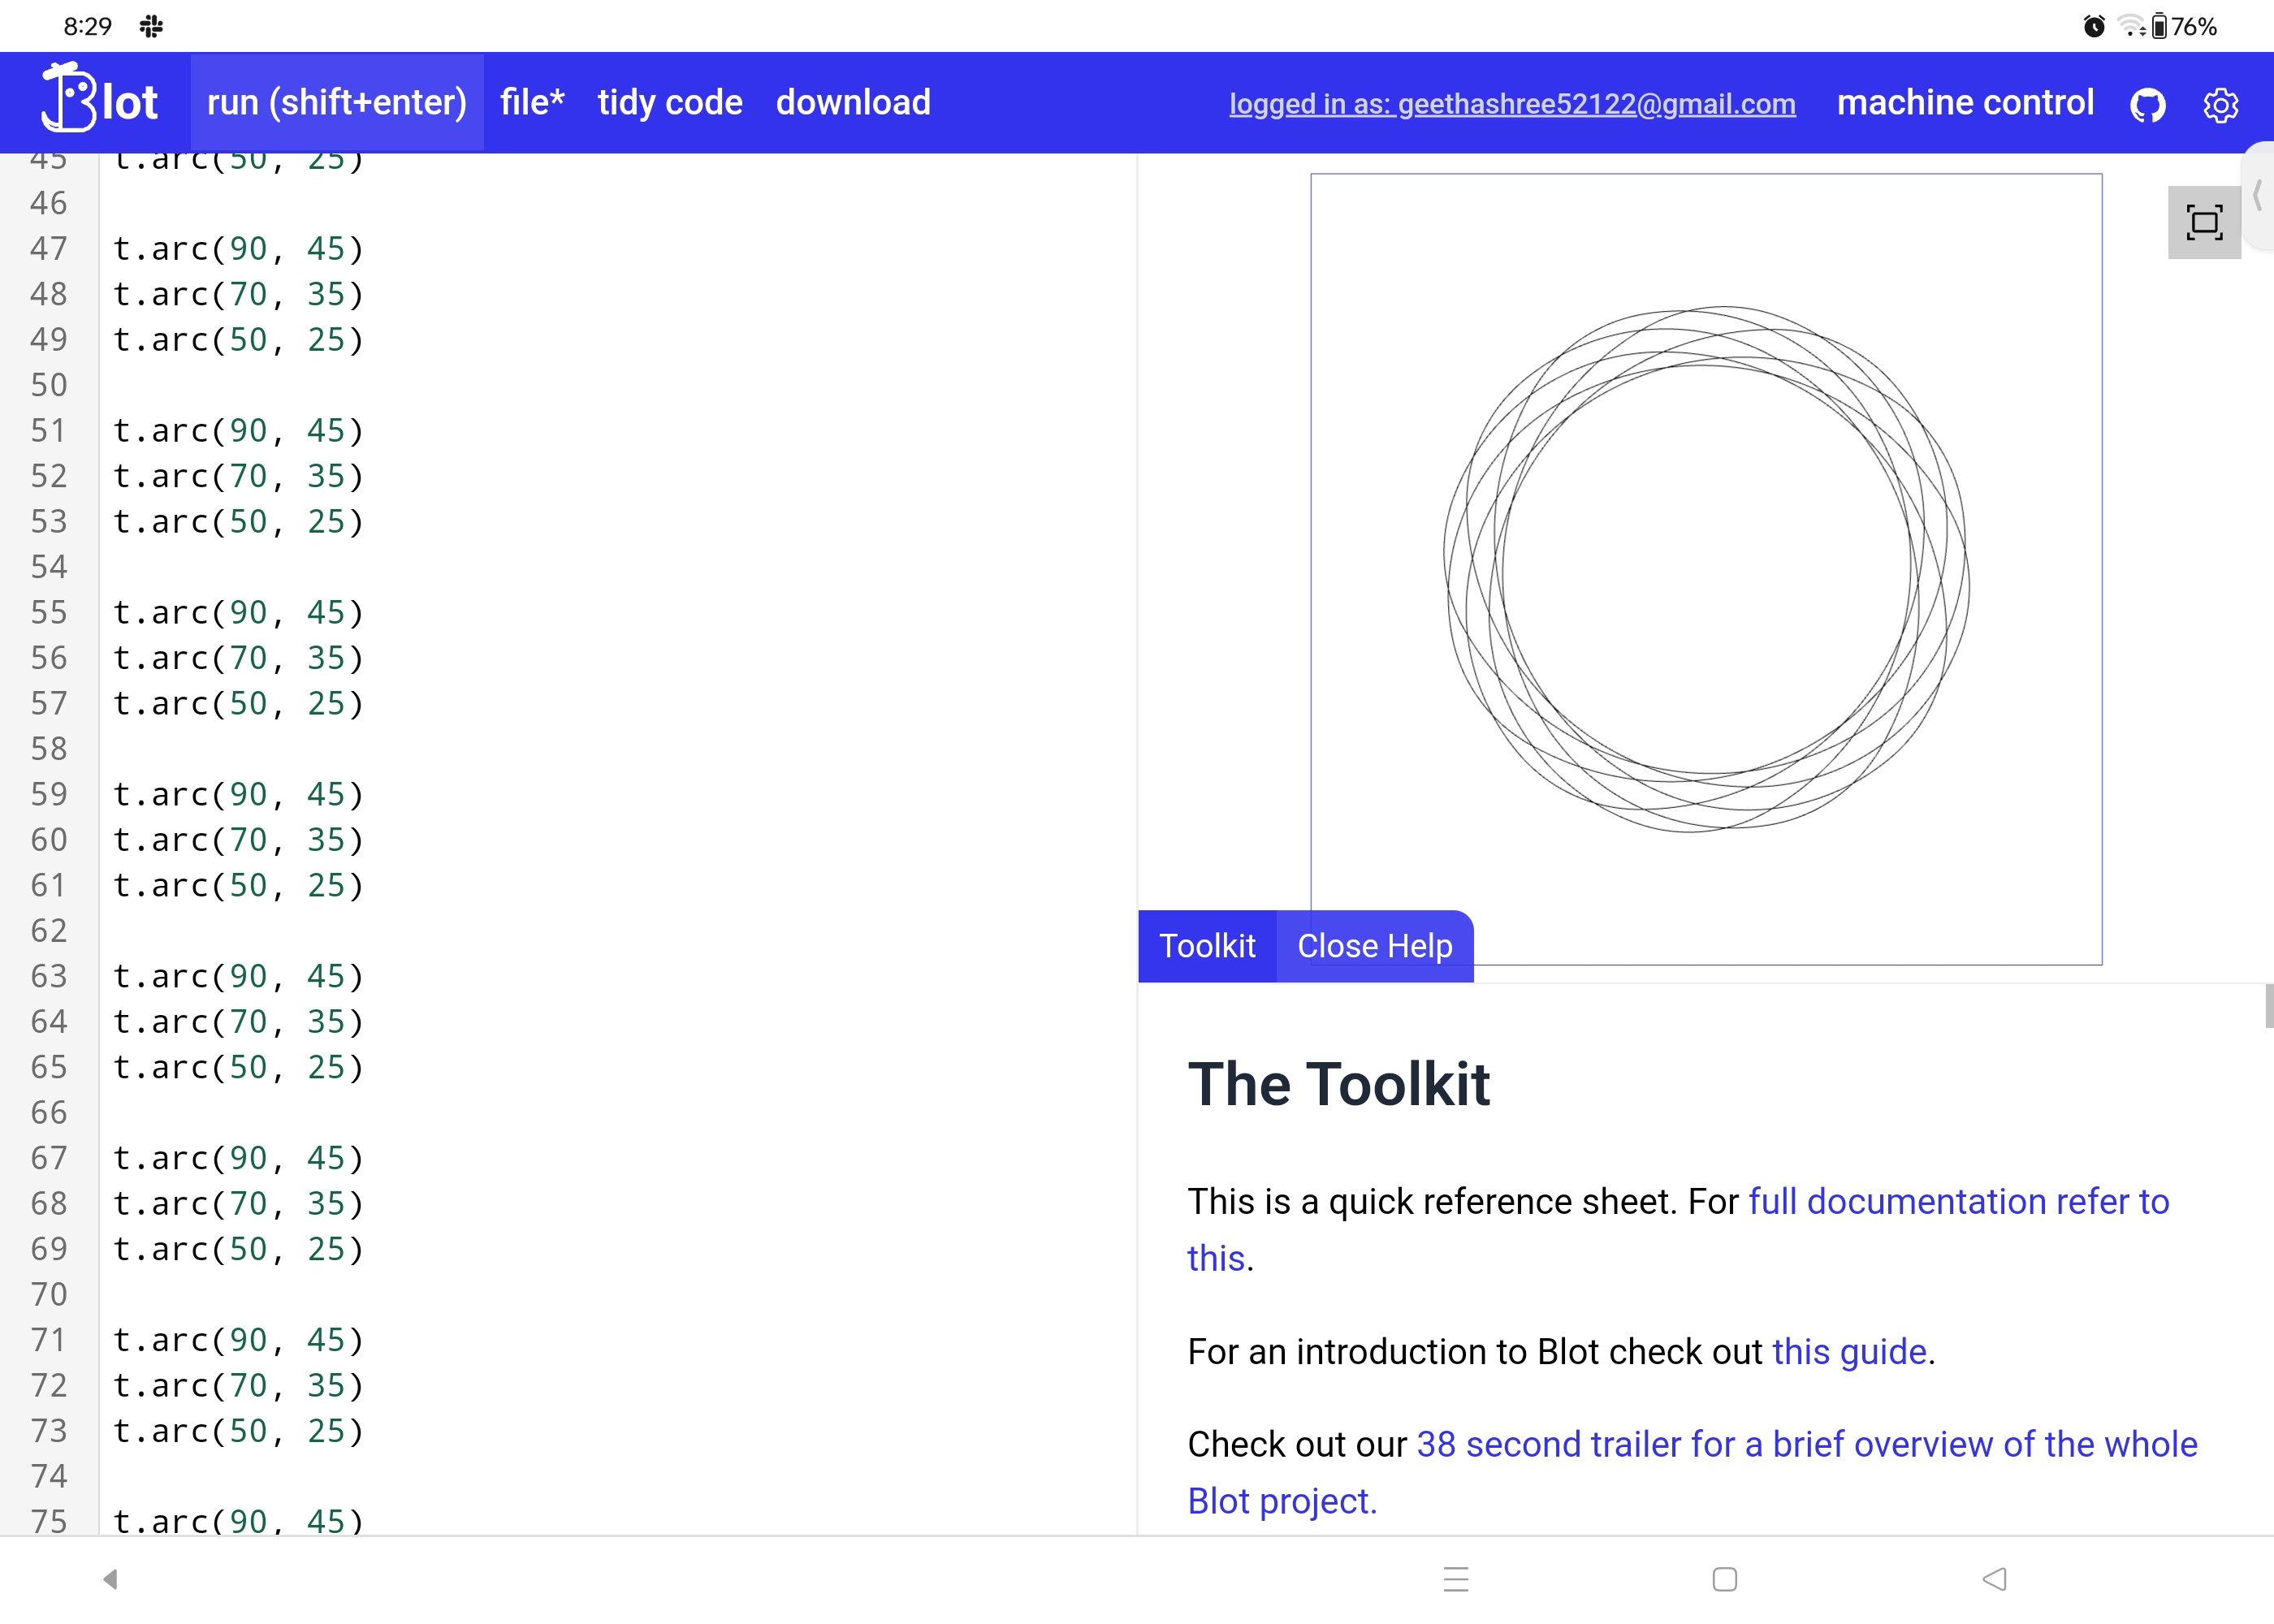 8:29
76%
Blot
run (shift+enter)
file*
tidy code
download
logged in as: geethashree52122@gmail.com
machine control
45 t.arc(50, 25)
46
47 t.arc(90, 45)
48 t.arc(70, 35)
49 t.arc(50, 25)
50
51 t.arc(90, 45)
52 t.arc(70, 35)
53 t.arc(50, 25)
54
55 t.arc(90, 45)
56 t.arc(70, 35)
57 t.arc(50, 25)
58
59 t.arc(90, 45)
60 t.arc(70, 35)
61 t.arc(50, 25)
62
63 t.arc(90, 45)
64 t.arc(70, 35)
65 t.arc(50, 25)
66
67 t.arc(90, 45)
68 t.arc(70, 35)
69 t.arc(50, 25)
70
71 t.arc(90, 45)
72 t.arc(70, 35)
73 t.arc(50, 25)
74
75 t.arc(90, 45)
Toolkit
Close Help
The Toolkit
This is a quick reference sheet. For full documentation refer to
this.
For an introduction to Blot check out this guide.
Check out our 38 second trailer for a brief overview of the whole
Blot project.